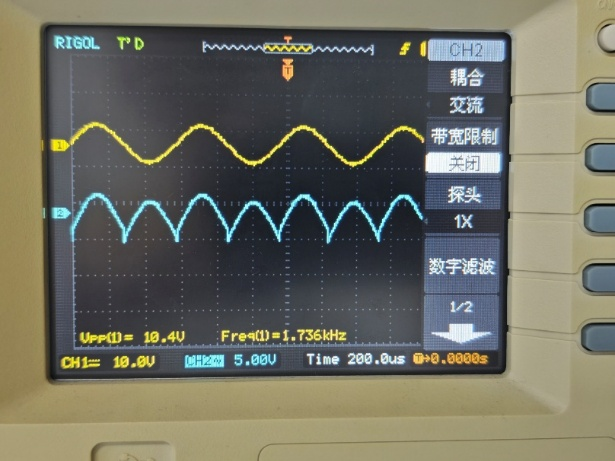 RIGOL T'D
T
CH2
耦合
交流
带宽限制
关闭
探头
1X
数字滤波
1/2
1
2
Vpp(1)= 10.4V Freq(1)=1.736kHz
CH1 10.0V CH2 5.00V Time 200.0us T→0.0000s